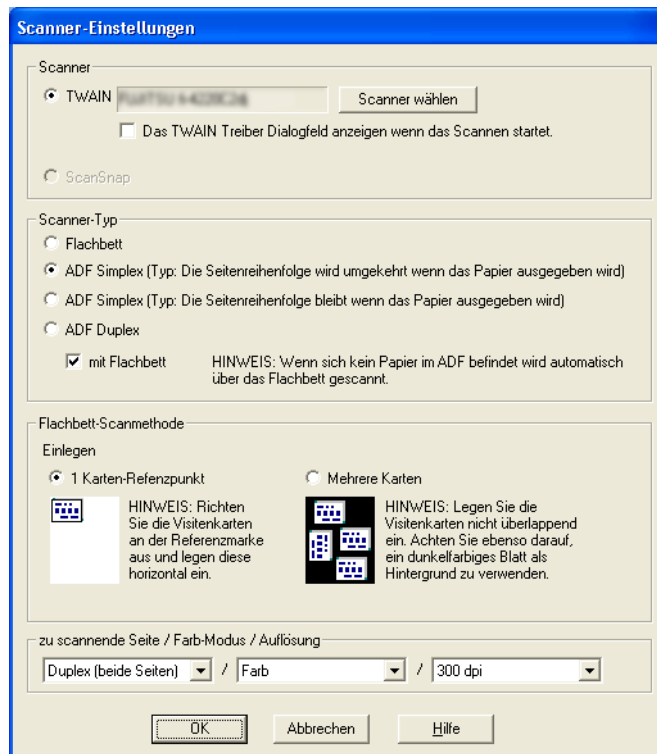 Scanner-Einstellungen
Scanner
TWAIN
Scanner wählen
Das TWAIN Treiber Dialogfeld anzeigen wenn das Scannen startet.
ScanSnap
Scanner-Typ
Flachbett
ADF Simplex (Typ: Die Seitenreihenfolge wird umgekehrt wenn das Papier ausgegeben wird)
ADF Simplex (Typ: Die Seitenreihenfolge bleibt wenn das Papier ausgegeben wird)
ADF Duplex
mit Flachbett
HINWEIS: Wenn sich kein Papier im ADF befindet wird automatisch
über das Flachbett gescannt.
Flachbett-Scanmethode
Einlegen
1 Karten-Refenzpunkt
HINWEIS: Richten
Sie die Visitenkarten
an der Referenzmarke
aus und legen diese
horizontal ein.
Mehrere Karten
HINWEIS: Legen Sie die
Visitenkarten nicht überlappend
ein. Achten Sie ebenso darauf,
ein dunkelfarbiges Blatt als
Hintergrund zu verwenden.
zu scannende Seite / Farb-Modus / Auflösung
Duplex (beide Seiten) / Farb / 300 dpi
OK Abbrechen Hilfe